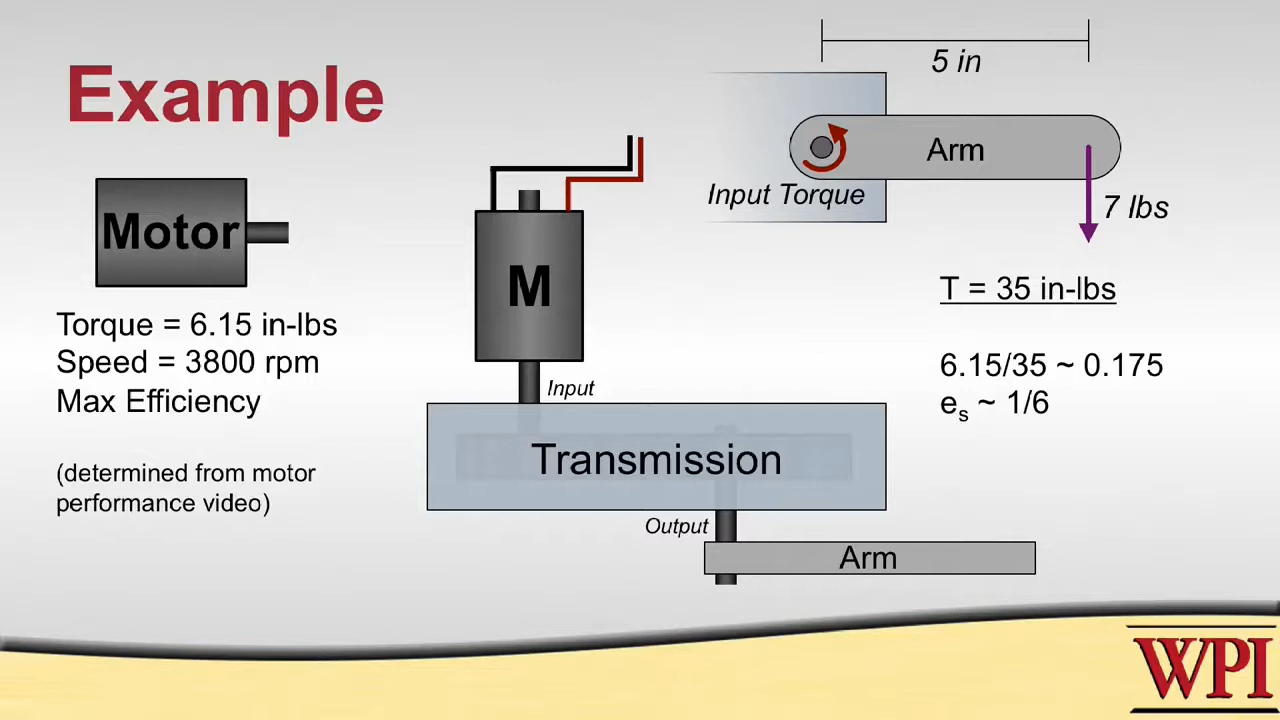 Example
5 in
Arm
Input Torque
7 lbs
Motor
M
T = 35 in-lbs
Torque = 6.15 in-lbs
Speed = 3800 rpm
Max Efficiency
6.15/35 ~ 0.175
es ~ 1/6
Input
Transmission
(determined from motor
performance video)
Output
Arm
WPI